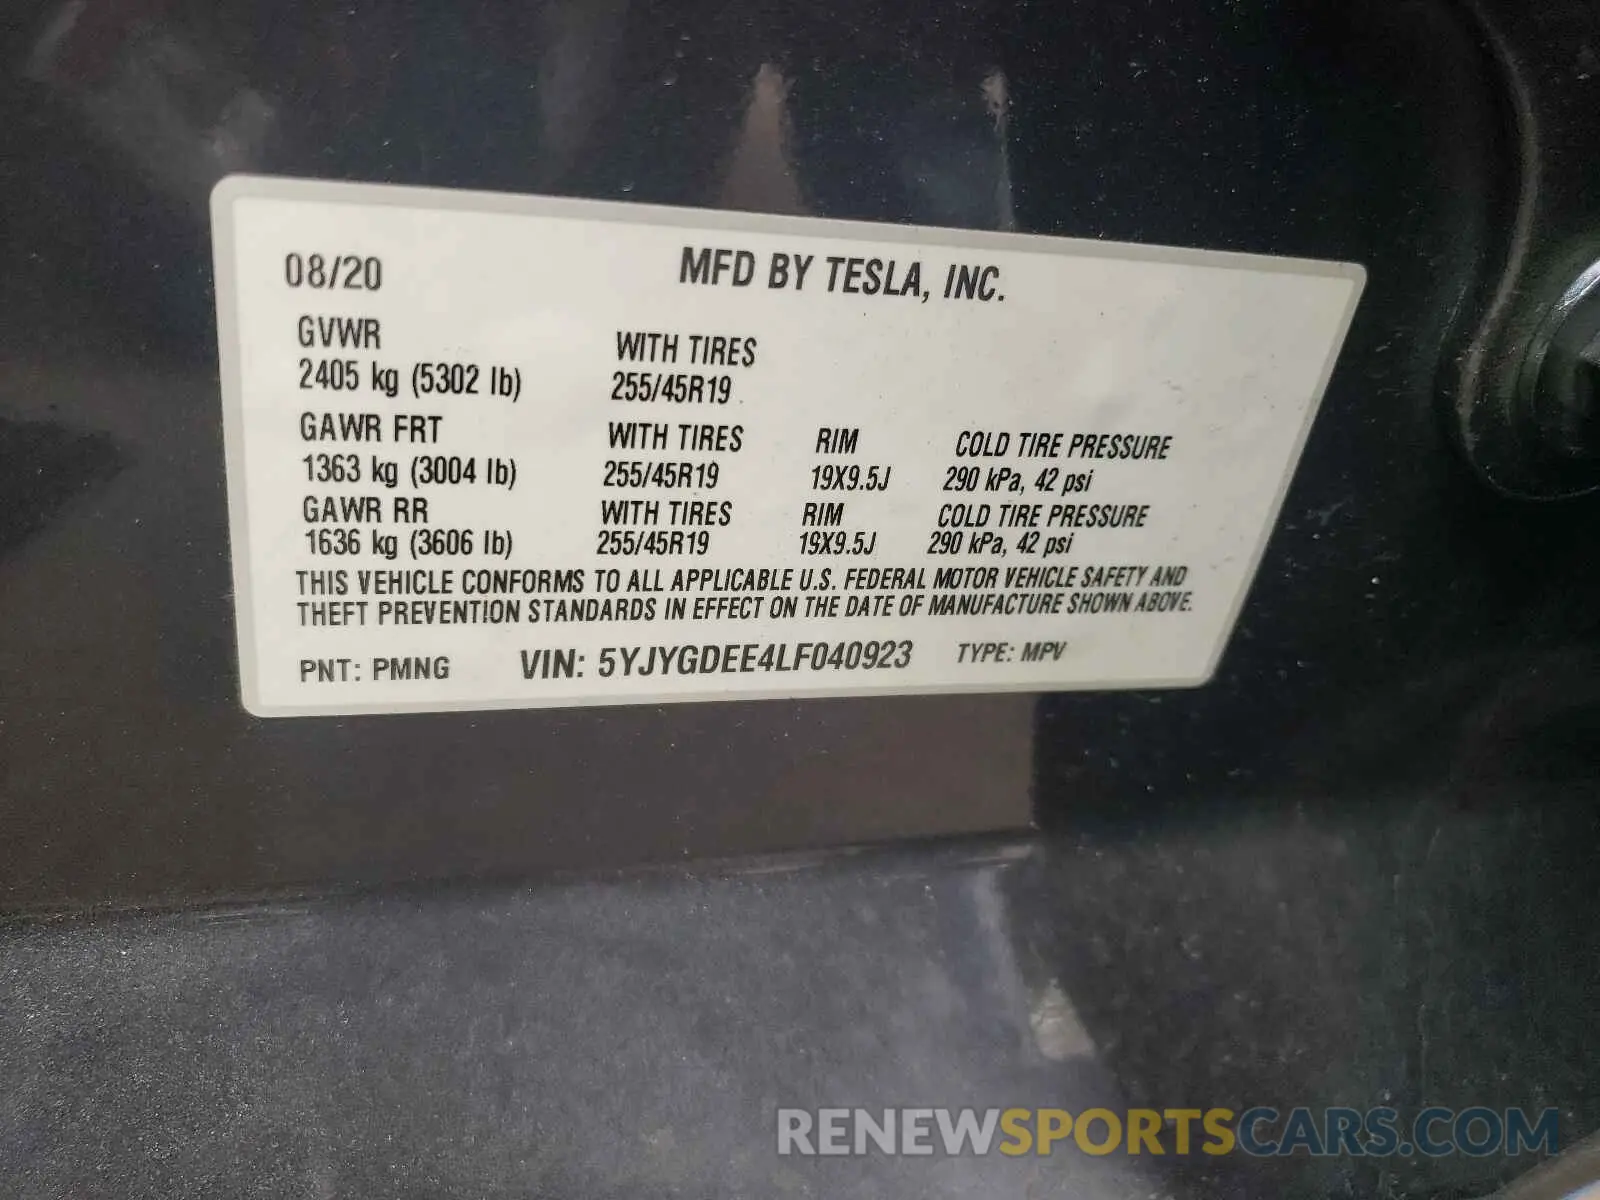 08/20 MFD BY TESLA, INC.
GVWR WITH TIRES
2405 kg (5302 lb) 255/45R19
GAWR FRT WITH TIRES RIM COLD TIRE PRESSURE
1363 kg (3004 lb) 255/45R19 19X9.5J 290 kPa, 42 psi
GAWR RR WITH TIRES RIM COLD TIRE PRESSURE
1636 kg (3606 lb) 255/45R19 19X9.5J 290 kPa, 42 psi
THIS VEHICLE CONFORMS TO ALL APPLICABLE U.S. FEDERAL MOTOR VEHICLE SAFETY AND
THEFT PREVENTION STANDARDS IN EFFECT ON THE DATE OF MANUFACTURE SHOWN ABOVE.
PNT: PMNG VIN: 5YJYGDEE4LF040923 TYPE: MPV
RENEWSPORTSCARS.COM